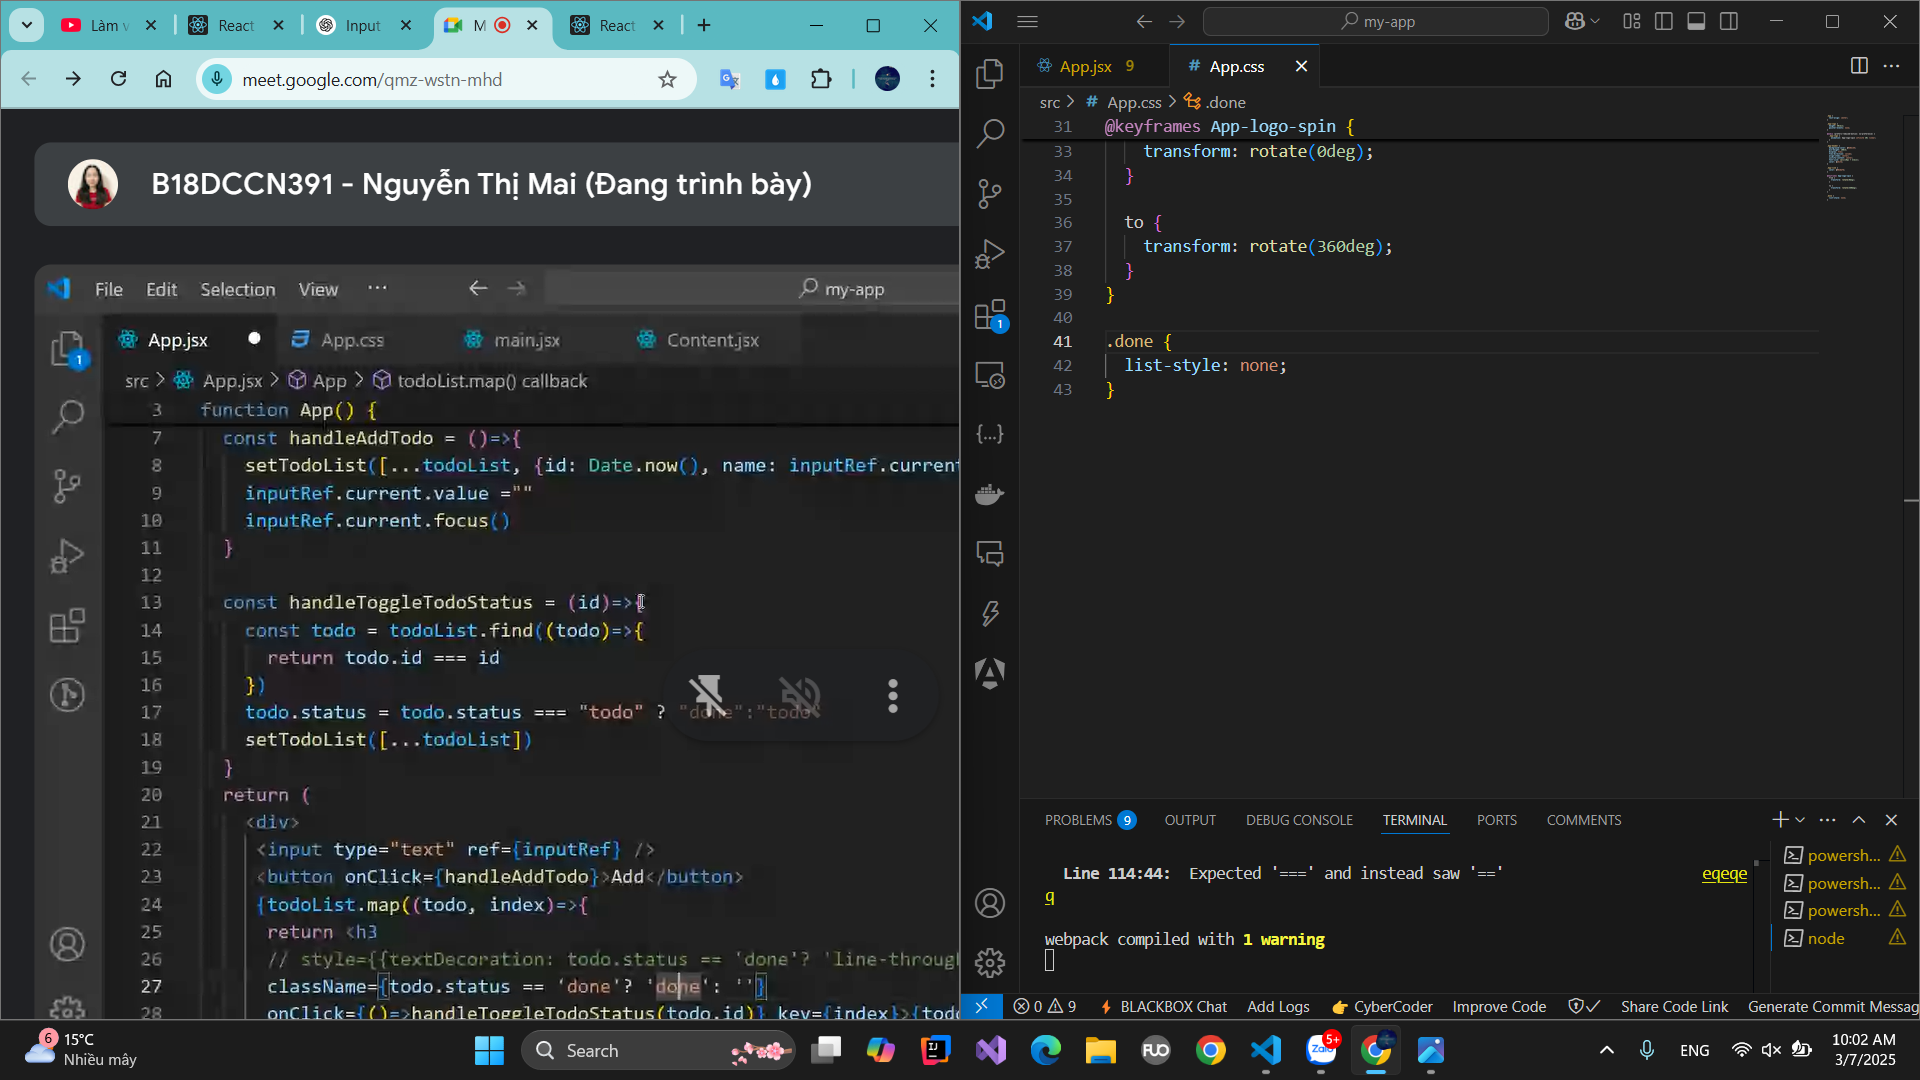 Làm v
React
Input
M
React
meet.google.com/qmz-wstn-mhd
B18DCCN391 - Nguyễn Thị Mai (Đang trình bày)
File Edit Selection View ... my-app
1
App.jsx App.css main.jsx Content.jsx
src > App.jsx > App > todoList.map() callback
3 function App() {
7 const handleAddTodo = ()=>{
8 setTodoList([...todoList, {id: Date.now(), name: inputRef.current
9 inputRef.current.value =""
10 inputRef.current.focus()
11 }
12
13 const handleToggleTodoStatus = (id)=>{
14 const todo = todoList.find((todo)=>{
15 return todo.id === id
16 })
17 todo.status = todo.status === "todo" ? "done":"todo"
18 setTodoList([...todoList])
19 }
20 return (
21 <div>
22 <input type="text" ref={inputRef} />
23 <button onClick={handleAddTodo}>Add</button>
24 {todoList.map((todo, index)=>{
25 return <h3
26 // style={{textDecoration: todo.status == 'done'? 'line-through
27 className={todo.status == 'done'? 'done': ''}
28 onClick={()=>handleToggleTodoStatus(todo.id)} key={index}>{todo
my-app
App.jsx 9 # App.css
src > # App.css > .done
31 @keyframes App-logo-spin {
33 transform: rotate(0deg);
34 }
35
36 to {
37 transform: rotate(360deg);
38 }
39 }
40
41 .done {
42 list-style: none;
43 }
1
PROBLEMS 9 OUTPUT DEBUG CONSOLE TERMINAL PORTS COMMENTS
Line 114:44: Expected '===' and instead saw '==' eqeqe
q
webpack compiled with 1 warning
powersh...
powersh...
powersh...
node
0 9 BLACKBOX Chat Add Logs CyberCoder Improve Code Share Code Link Generate Commit Messag
6
15°C
Nhiều mây
Search
FUO
Zalo
5+
ENG
10:02 AM
3/7/2025